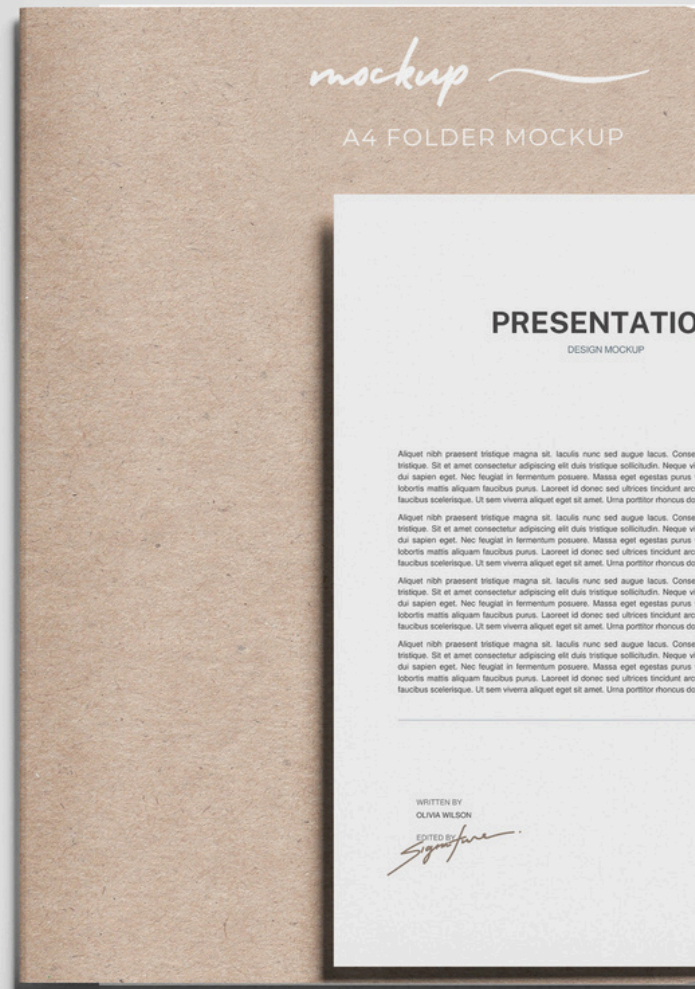 mockup
A4 FOLDER MOCKUP
PRESENTATIO
DESIGN MOCKUP
Aliquet nibh praesent tristique magna sit. Iaculis nunc sed augue lacus. Conse
tristique. Sit et amet consectetur adipiscing elit duis tristique sollicitudin. Neque vi
dui sapien eget. Nec feugiat in fermentum posuere. Massa eget egestas purus
lobortis mattis aliquam faucibus purus. Laoreet id donec sed ultrices tincidunt arc
faucibus scelerisque. Ut sem viverra aliquet eget sit amet. Urna porttitor rhoncus do
Aliquet nibh praesent tristique magna sit. Iaculis nunc sed augue lacus. Conse
tristique. Sit et amet consectetur adipiscing elit duis tristique sollicitudin. Neque vi
dui sapien eget. Nec feugiat in fermentum posuere. Massa eget egestas purus
lobortis mattis aliquam faucibus purus. Laoreet id donec sed ultrices tincidunt arc
faucibus scelerisque. Ut sem viverra aliquet eget sit amet. Urna porttitor rhoncus do
Aliquet nibh praesent tristique magna sit. Iaculis nunc sed augue lacus. Conse
tristique. Sit et amet consectetur adipiscing elit duis tristique sollicitudin. Neque vi
dui sapien eget. Nec feugiat in fermentum posuere. Massa eget egestas purus
lobortis mattis aliquam faucibus purus. Laoreet id donec sed ultrices tincidunt arc
faucibus scelerisque. Ut sem viverra aliquet eget sit amet. Urna porttitor rhoncus do
Aliquet nibh praesent tristique magna sit. Iaculis nunc sed augue lacus. Conse
tristique. Sit et amet consectetur adipiscing elit duis tristique sollicitudin. Neque vi
dui sapien eget. Nec feugiat in fermentum posuere. Massa eget egestas purus
lobortis mattis aliquam faucibus purus. Laoreet id donec sed ultrices tincidunt arc
faucibus scelerisque. Ut sem viverra aliquet eget sit amet. Urna porttitor rhoncus do
WRITTEN BY
OLIVIA WILSON
EDITED BY
Signature